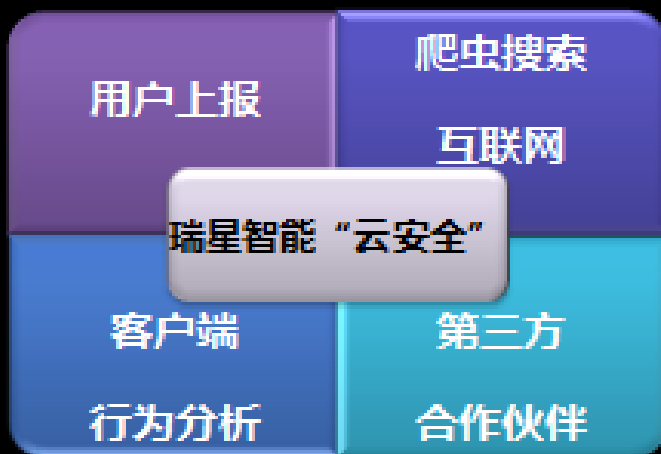 用户上报
爬虫搜索
互联网
瑞星智能“云安全”
客户端
行为分析
第三方
合作伙伴